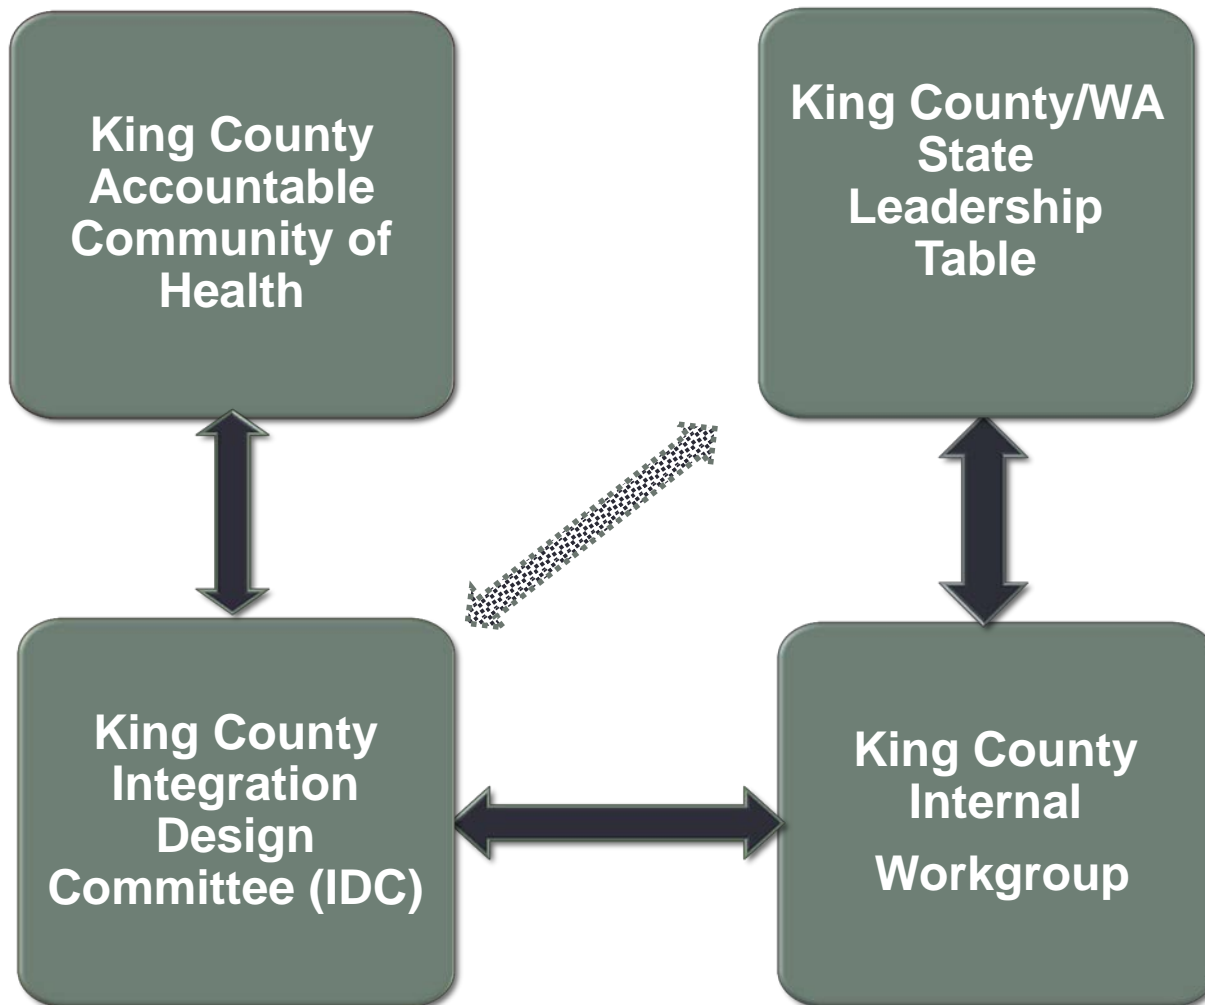 King County
Accountable
Community of
Health
King County/WA
State
Leadership
Table
King County
Integration
Design
Committee (IDC)
King County
Internal
Workgroup